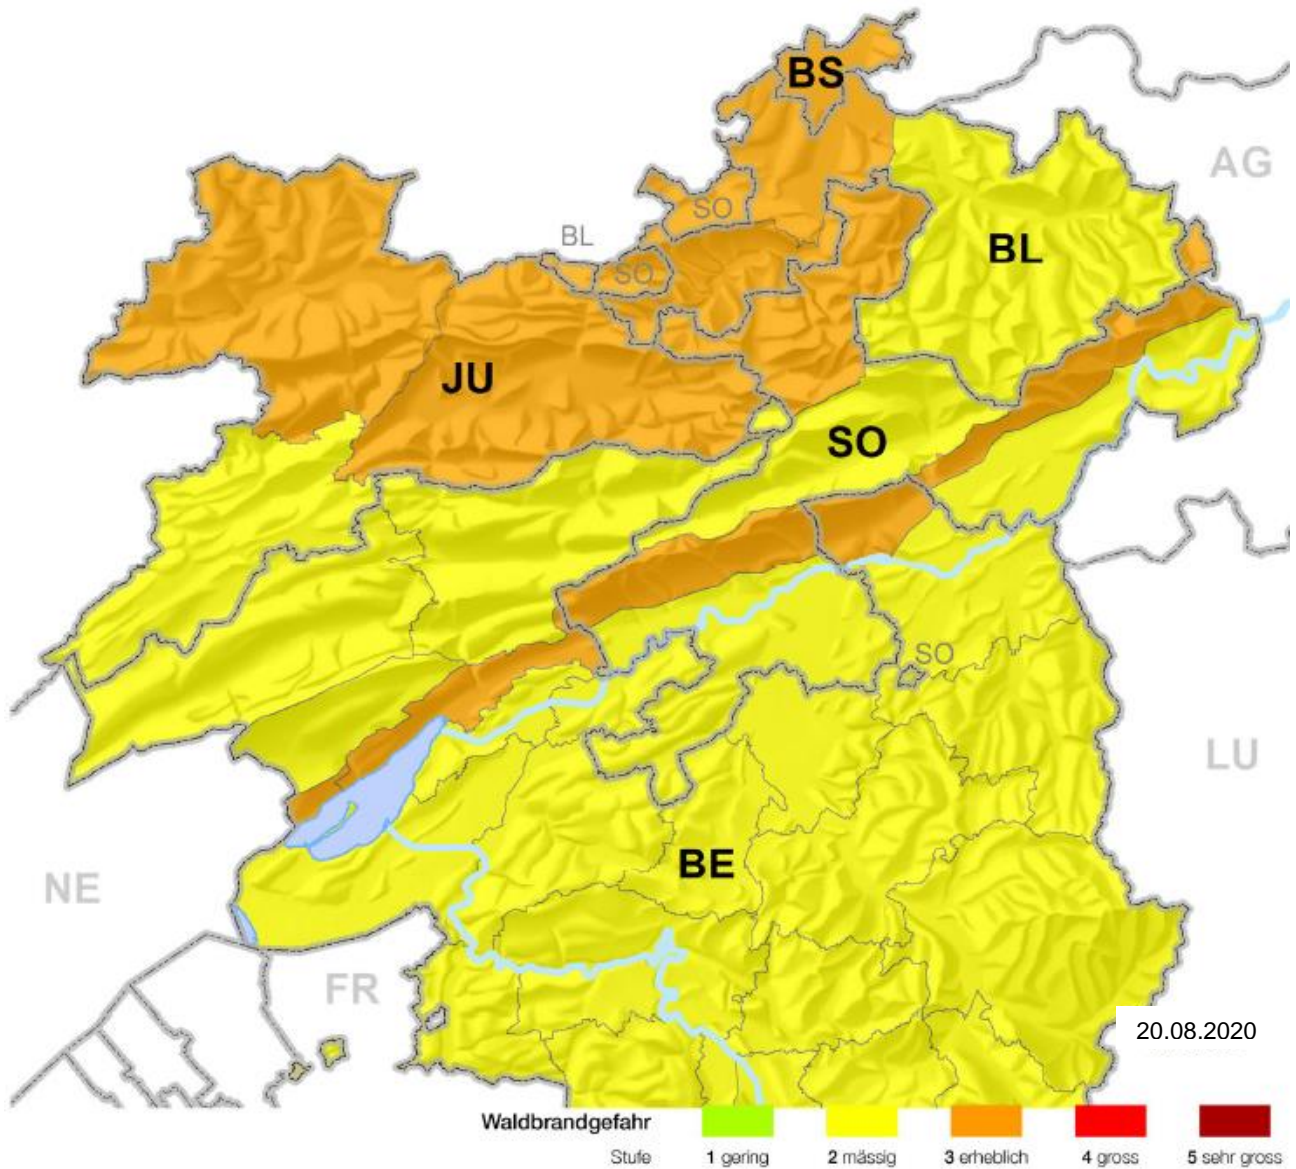 BS
AG
SO
BL
BL
SO
JU
SO
SO
LU
BE
NE
FR
20.08.2020
Waldbrandgefahr
Stufe 1 gering 2 mässig 3 erheblich 4 gross 5 sehr gross